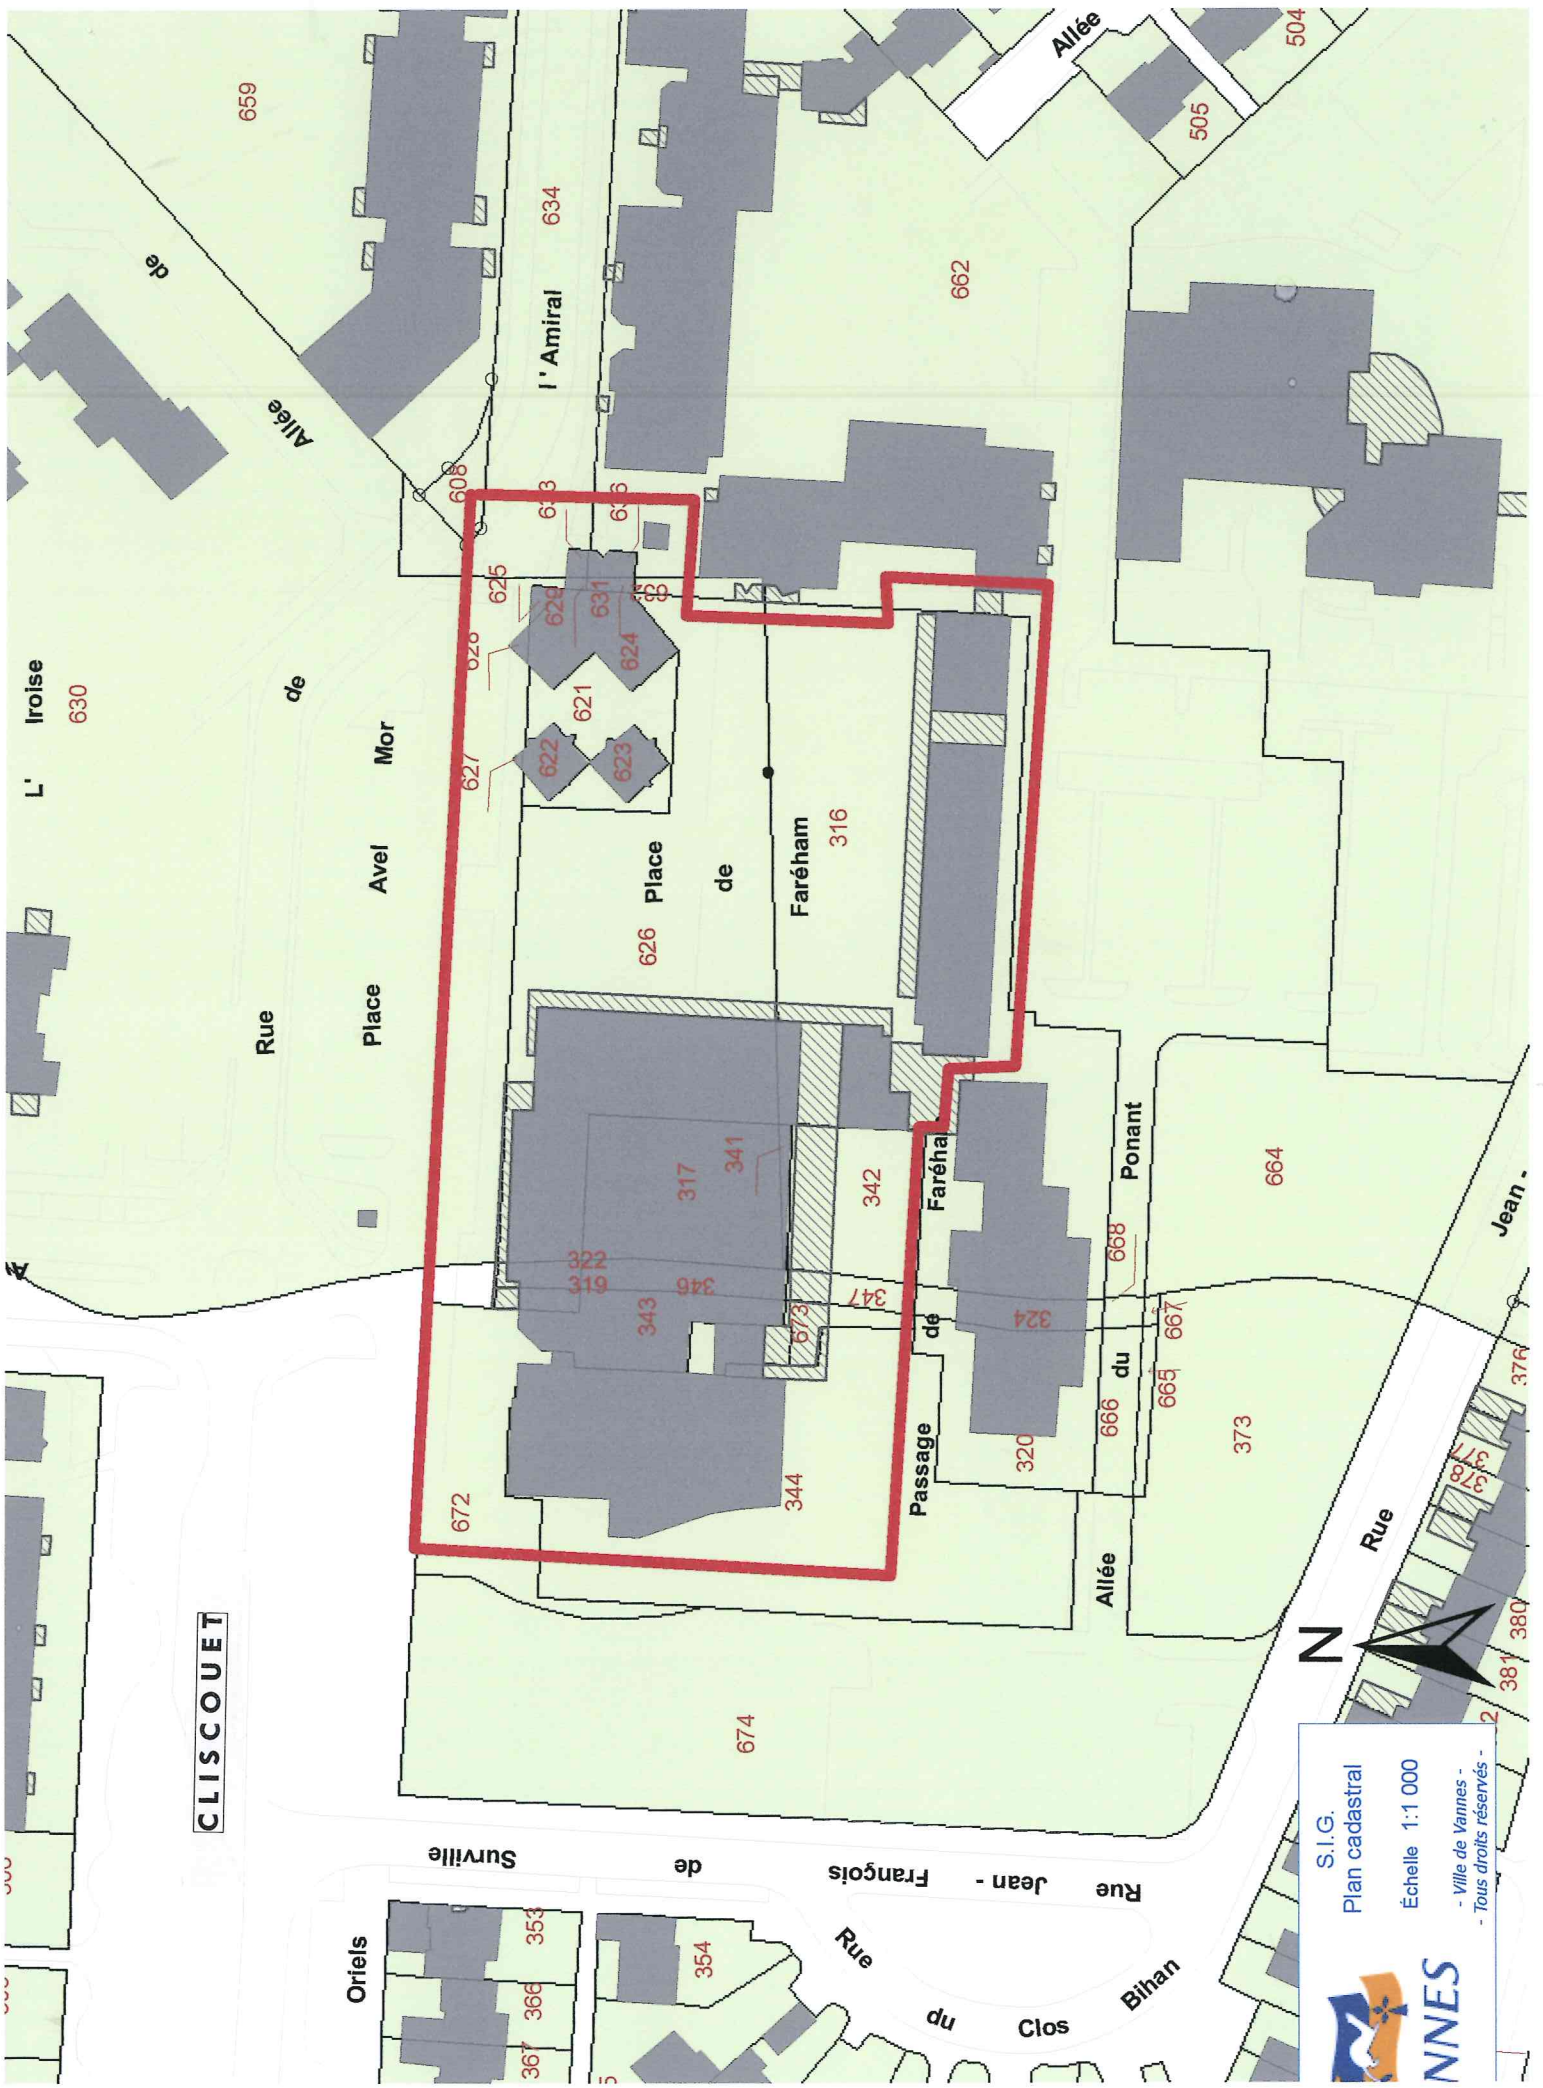 L' Iroise
630
659
Allée
de
Rue
de
Place
Avel
Mor
634
l'Amiral
608
633
625
628
629
631
624
621
622
623
627
626
Place
de
Faréham
316
662
Allée
505
504
CLISCOUET
672
343
344
317
341
342
346
347
673
322
319
Passage
de
Faréha
324
320
Allée
du
Ponant
666
665
667
668
664
373
674
Rue
Jean -
376
377
378
380
381
Rue
Jean -
François
de
Surville
Oriels
353
366
367
354
Rue
du
Clos
Bihan
N
S.I.G.
Plan cadastral
Échelle 1:1 000
- Ville de Vannes -
- Tous droits réservés -
NNES